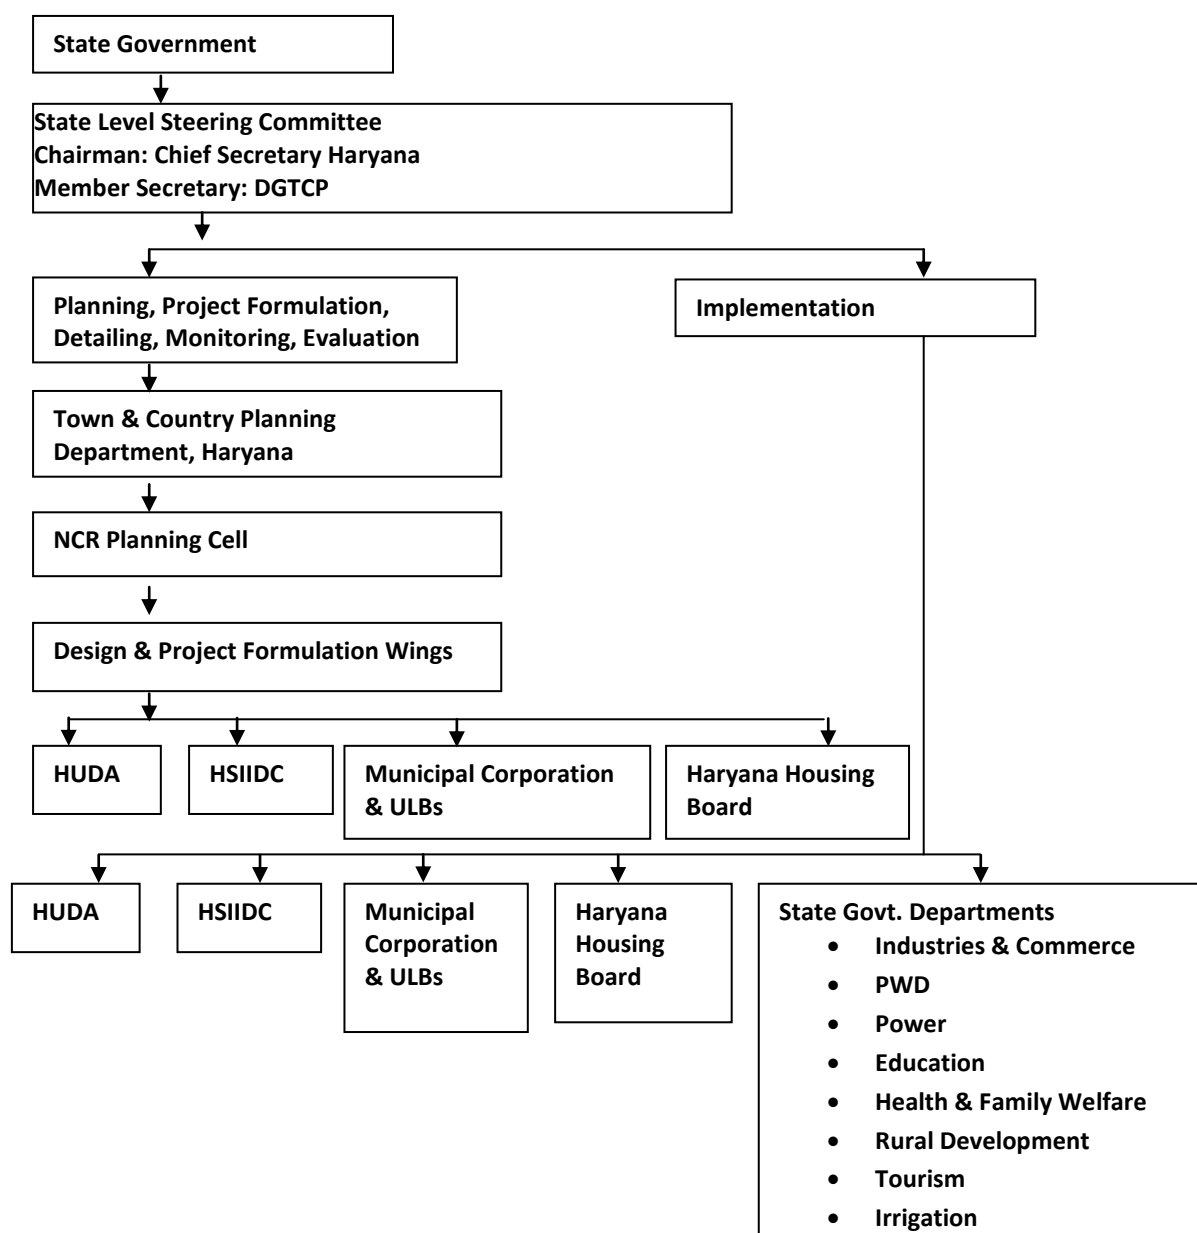 State Government
State Level Steering Committee
Chairman: Chief Secretary Haryana
Member Secretary: DGTCP
Planning, Project Formulation,
Detailing, Monitoring, Evaluation
Implementation
Town & Country Planning
Department, Haryana
NCR Planning Cell
Design & Project Formulation Wings
HUDA
HSIIDC
Municipal Corporation
& ULBs
Haryana Housing
Board
HUDA
HSIIDC
Municipal
Corporation
& ULBs
Haryana
Housing
Board
State Govt. Departments
• Industries & Commerce
• PWD
• Power
• Education
• Health & Family Welfare
• Rural Development
• Tourism
• Irrigation